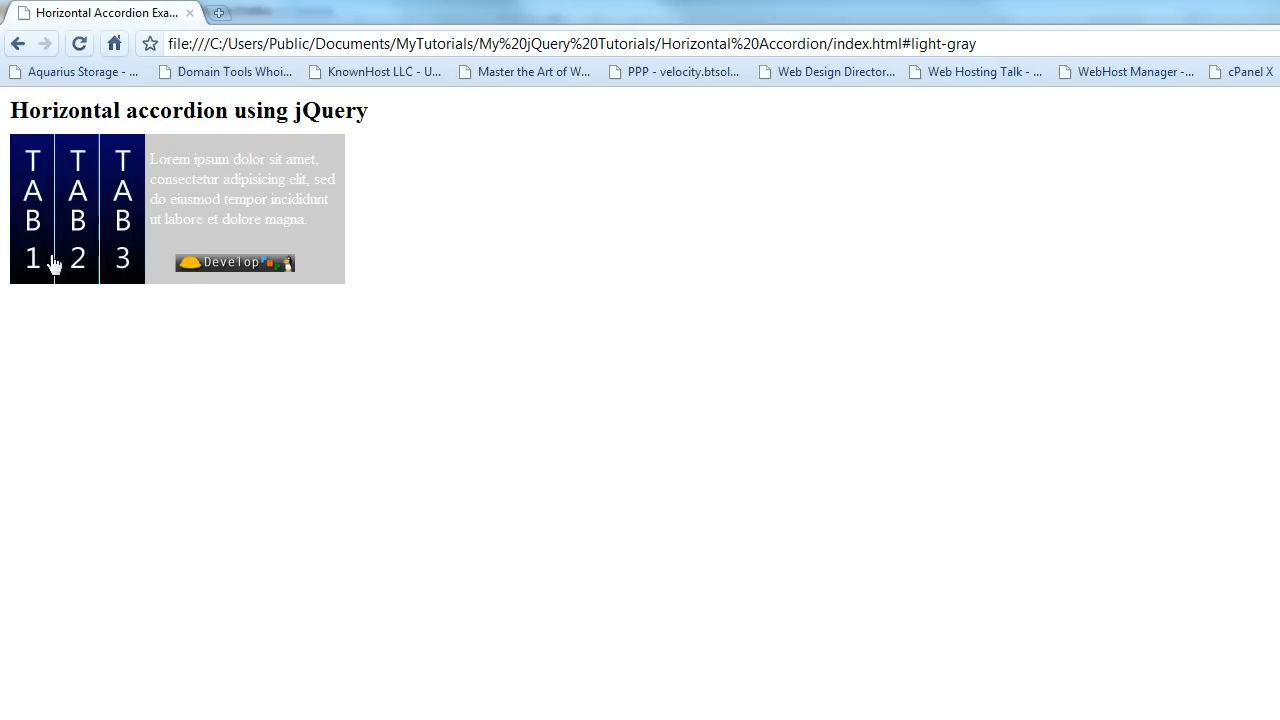 Horizontal Accordion Exa...
file:///C:/Users/Public/Documents/MyTutorials/My%20jQuery%20Tutorials/Horizontal%20Accordion/index.html#light-gray
Aquarius Storage - ... Domain Tools Whoi... KnownHost LLC - U... Master the Art of W... PPP - velocity.btsol... Web Design Director... Web Hosting Talk - ... WebHost Manager -... cPanel X
Horizontal accordion using jQuery
TAB 1
TAB 2
TAB 3
Lorem ipsum dolor sit amet,
consectetur adipisicing elit, sed
do eiusmod tempor incididunt
ut labore et dolore magna.
Develop